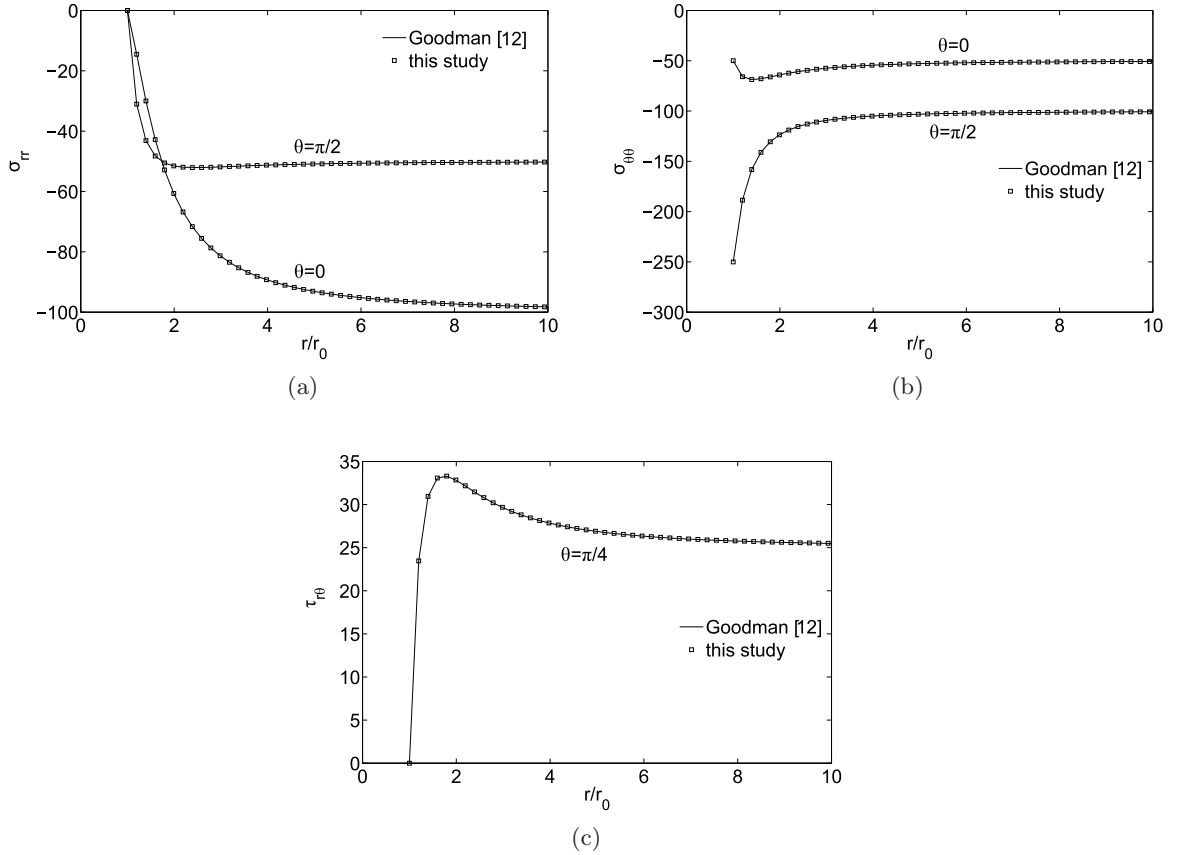 0
−20
−40
−60
−80
−100
σrr
0
2
4
6
8
10
r/r0
Goodman [12]
this study
θ=π/2
θ=0
(a)
0
−50
−100
−150
−200
−250
−300
σθθ
0
2
4
6
8
10
r/r0
θ=0
θ=π/2
Goodman [12]
this study
(b)
35
30
25
20
15
10
5
0
τrθ
0
2
4
6
8
10
r/r0
θ=π/4
Goodman [12]
this study
(c)